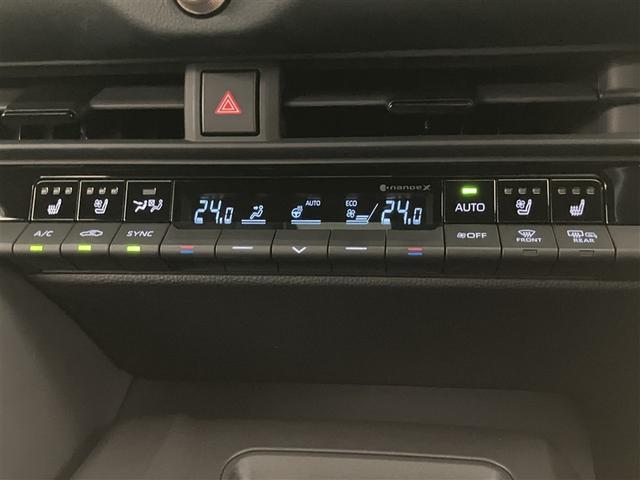 nanoeX
24.0 AUTO ECO 24.0 AUTO
A/C SYNC OFF FRONT REAR